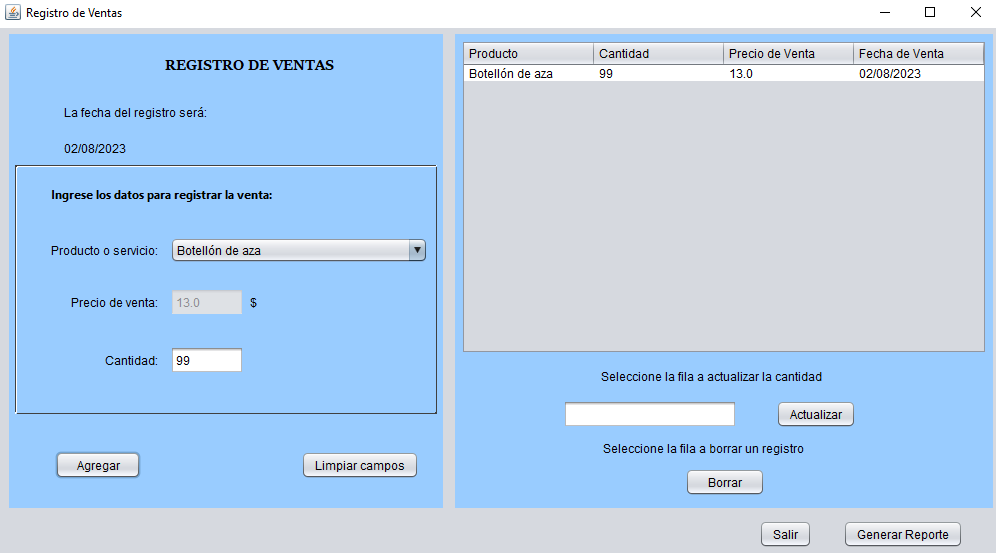 Registro de Ventas
REGISTRO DE VENTAS
La fecha del registro será:
02/08/2023
Ingrese los datos para registrar la venta:
Producto o servicio: Botellón de aza
Precio de venta: 13.0 $
Cantidad: 99
Agregar Limpiar campos
Producto Cantidad Precio de Venta Fecha de Venta
Botellón de aza 99 13.0 02/08/2023
Seleccione la fila a actualizar la cantidad
Actualizar
Seleccione la fila a borrar un registro
Borrar
Salir Generar Reporte